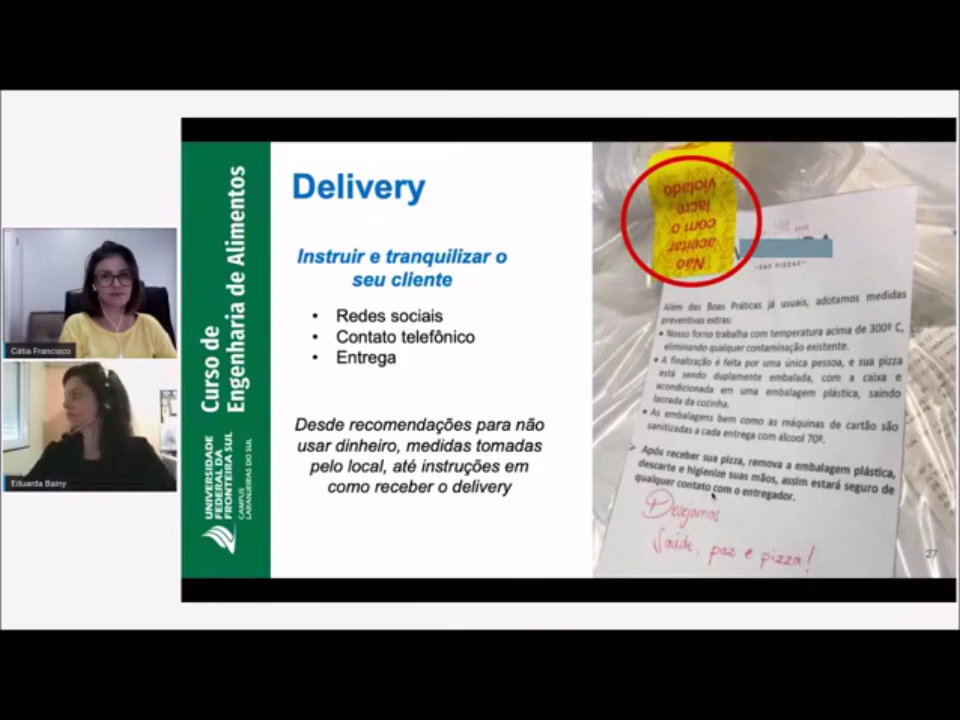 Cátia Francisco
Eduarda Bainy
Curso de
Engenharia de Alimentos
UNIVERSIDADE
FEDERAL DA
FRONTEIRA SUL
CAMPUS
LARANJEIRAS DO SUL
Delivery
Instruir e tranquilizar o
seu cliente
• Redes sociais
• Contato telefônico
• Entrega
Desde recomendações para não
usar dinheiro, medidas tomadas
pelo local, até instruções em
como receber o delivery
Não
aceitar
com o
lacre
violado
DAS PIZZAS
Além das Boas Práticas já usuais, adotamos medidas
preventivas extras:
• Nosso forno trabalha com temperatura acima de 300º C,
eliminando qualquer contaminação existente.
• A finalização é feita por uma única pessoa, e sua pizza
está sendo duplamente embalada, com a caixa e
acondicionada em uma embalagem plástica, saindo
lacrada da cozinha.
• As embalagens bem como as máquinas de cartão são
sanitizadas a cada entrega com álcool 70º.
Após receber sua pizza, remova a embalagem plástica,
descarte e higienize suas mãos, assim estará seguro de
qualquer contato com o entregador.
Desejamos
Saúde, paz e pizza!
27